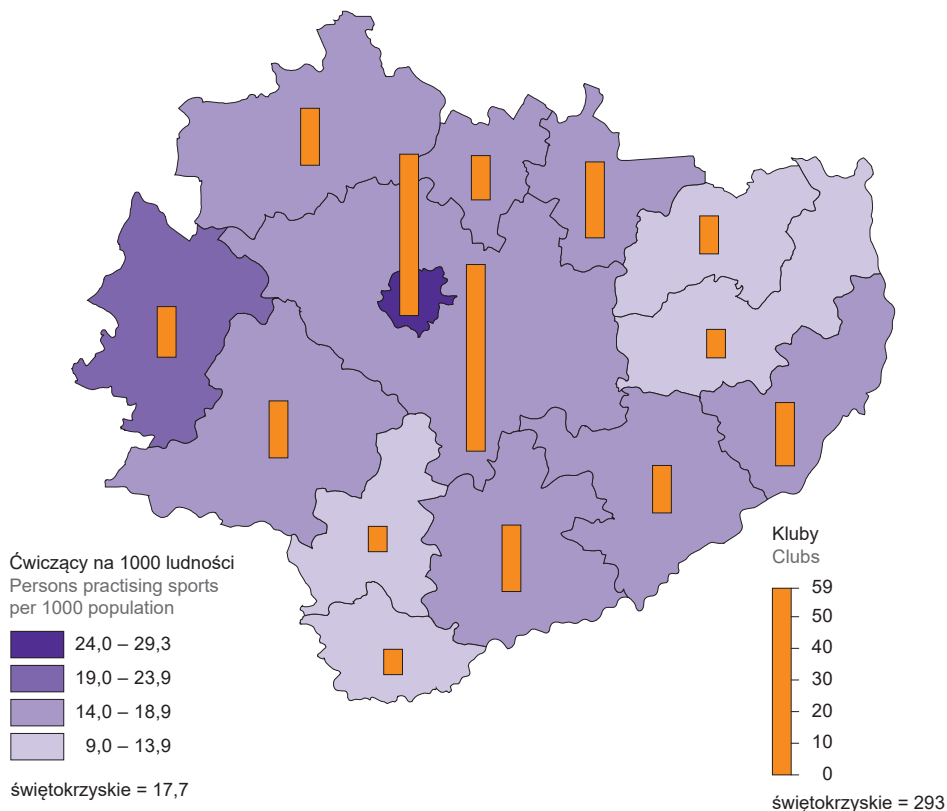 Ćwiczący na 1000 ludności
Persons practising sports
per 1000 population
24,0 – 29,3
19,0 – 23,9
14,0 – 18,9
9,0 – 13,9
świętokrzyskie = 17,7
Kluby
Clubs
59
50
40
30
20
10
0
świętokrzyskie = 293